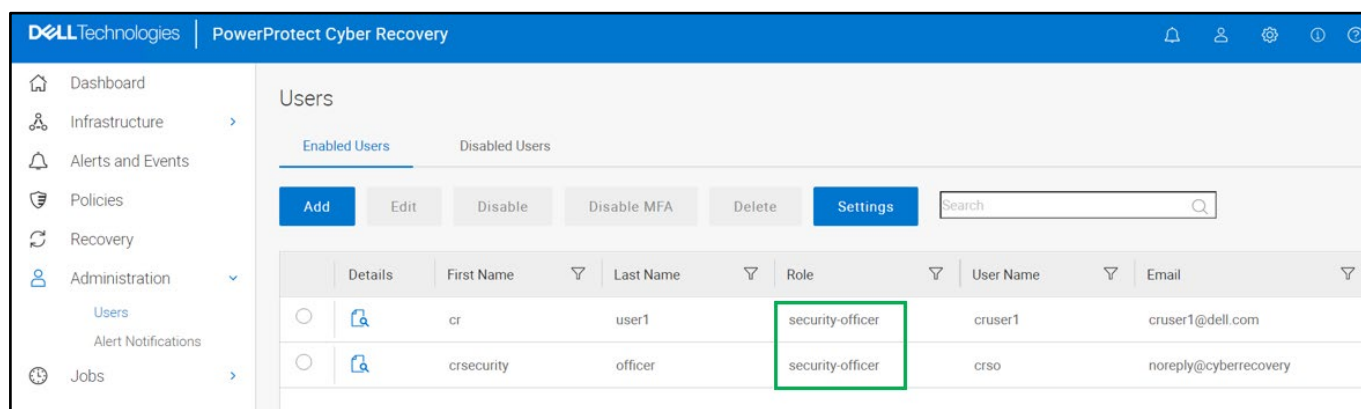 DELLTechnologies | PowerProtect Cyber Recovery
Dashboard
Infrastructure
Alerts and Events
Policies
Recovery
Administration
Users
Alert Notifications
Jobs
Users
Enabled Users Disabled Users
Add Edit Disable Disable MFA Delete Settings Search
Details First Name Last Name Role User Name Email
cr user1 security-officer cruser1 cruser1@dell.com
crsecurity officer security-officer crso noreply@cyberrecovery